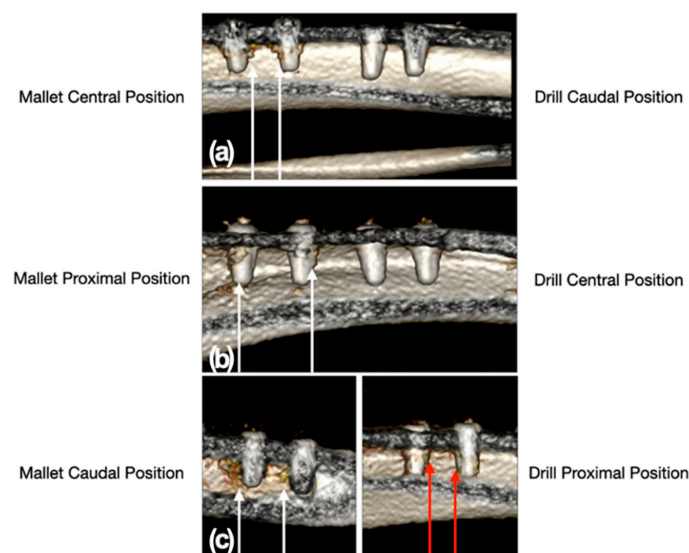 Mallet Central Position
Drill Caudal Position
(a)
Mallet Proximal Position
Drill Central Position
(b)
Mallet Caudal Position
Drill Proximal Position
(c)